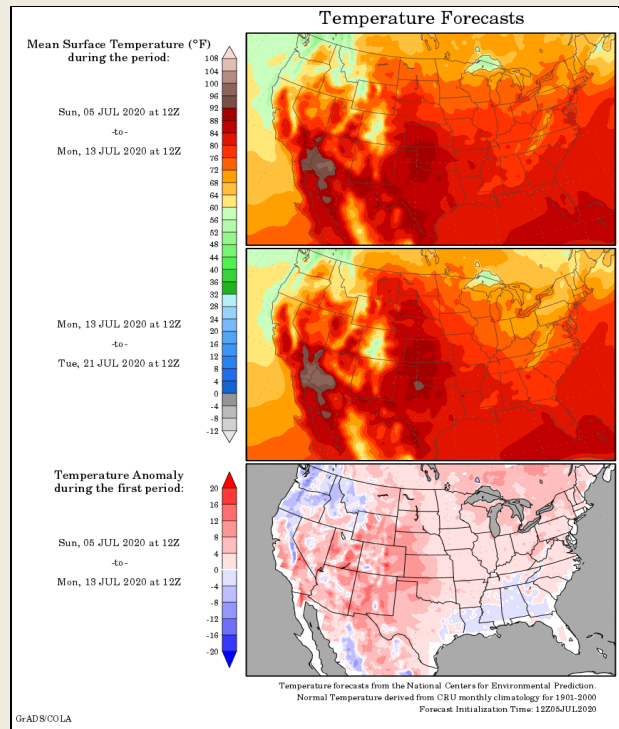 Temperature Forecasts
Mean Surface Temperature (°F)
during the period:
Sun, 05 JUL 2020 at 12Z
-to-
Mon, 13 JUL 2020 at 12Z
108
104
100
96
92
88
84
80
76
72
68
64
60
56
52
48
44
40
36
32
28
24
20
16
12
8
4
0
-4
-8
-12
Mon, 13 JUL 2020 at 12Z
-to-
Tue, 21 JUL 2020 at 12Z
Temperature Anomaly
during the first period:
Sun, 05 JUL 2020 at 12Z
-to-
Mon, 13 JUL 2020 at 12Z
20
16
12
8
4
0
-4
-8
-12
-16
-20
Temperature forecasts from the National Centers for Environmental Prediction.
Normal Temperature derived from CRU monthly climatology for 1901-2000
Forecast Initialization Time: 12Z05JUL2020
GrADS/COLA